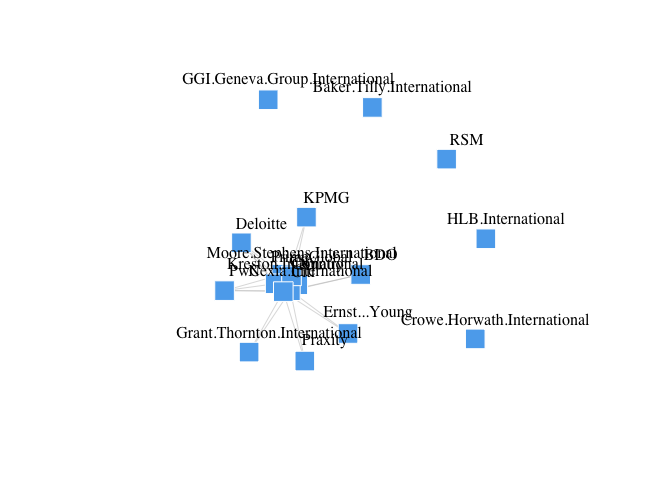 GGI.Geneva.Group.International
Baker.Tilly.International
RSM
KPMG
HLB.International
Deloitte
Moore.Stephens.International
BDO
PwC
Nexia.International
Ernst...Young
Crowe.Horwath.International
Grant.Thornton.International
Praxity